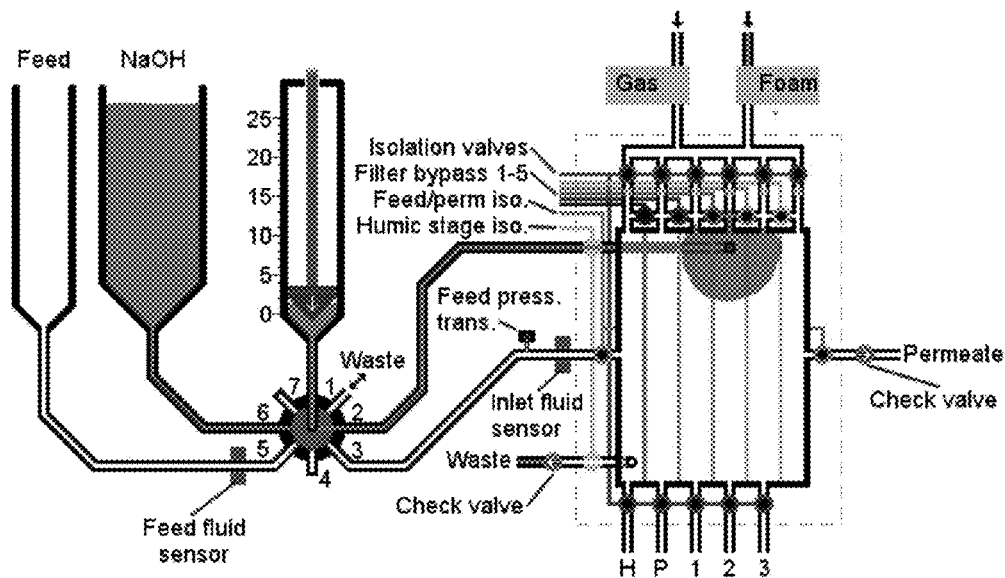 Feed
NaOH
Gas
Foam
25
20
15
10
5
0
Isolation valves
Filter bypass 1-5
Feed/perm iso.
Humic stage iso.
Feed press.
trans.
Waste
7
1
6
2
5
3
4
Inlet fluid
sensor
Permeate
Check valve
Waste
Check valve
Feed fluid
sensor
H P 1 2 3